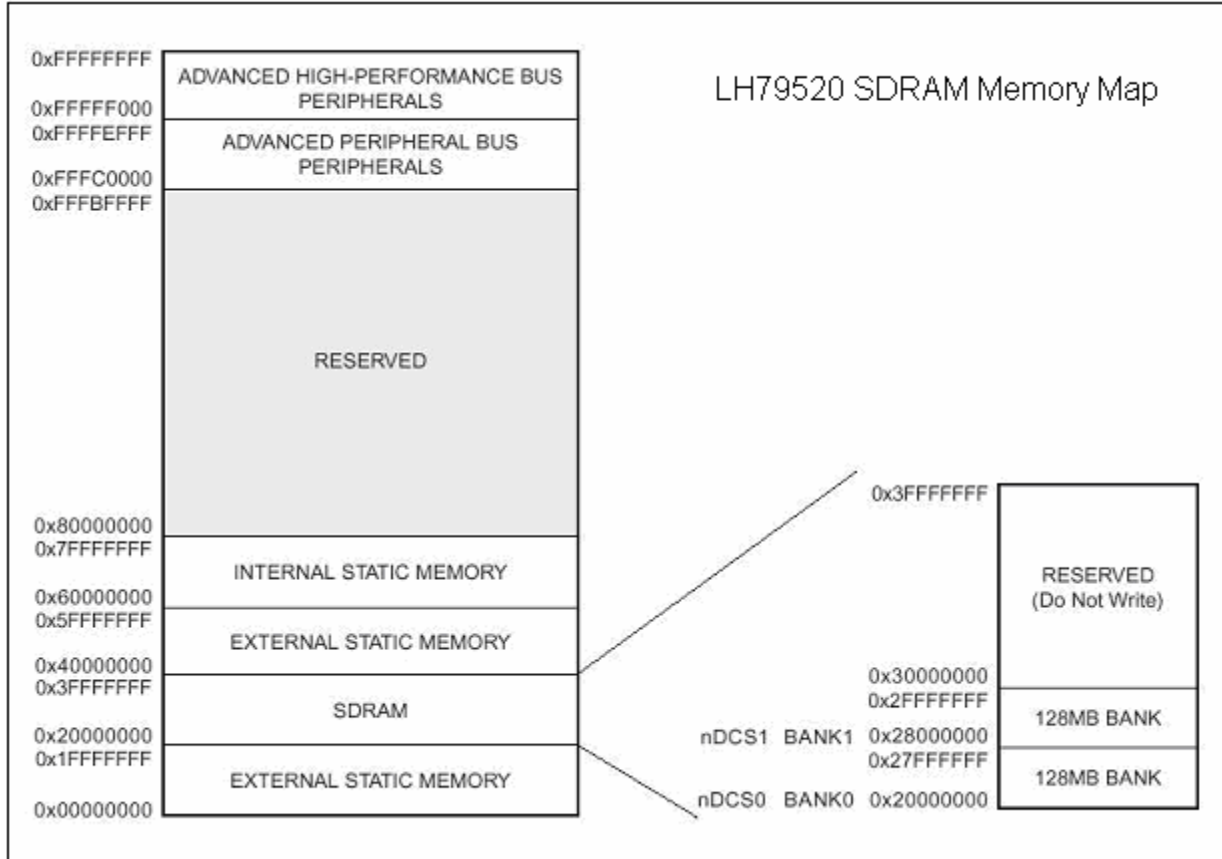 LH79520 SDRAM Memory Map
0xFFFFFFFF
ADVANCED HIGH-PERFORMANCE BUS
PERIPHERALS
0xFFFFF000
0xFFFFEFFF
ADVANCED PERIPHERAL BUS
PERIPHERALS
0xFFFC0000
0xFFFBFFFF
RESERVED
0x80000000
0x7FFFFFFF
INTERNAL STATIC MEMORY
0x60000000
0x5FFFFFFF
EXTERNAL STATIC MEMORY
0x40000000
0x3FFFFFFF
SDRAM
0x20000000
0x1FFFFFFF
EXTERNAL STATIC MEMORY
0x00000000
0x3FFFFFFF
RESERVED
(Do Not Write)
0x30000000
0x2FFFFFFF
128MB BANK
nDCS1 BANK1 0x28000000
0x27FFFFFF
128MB BANK
nDCS0 BANK0 0x20000000